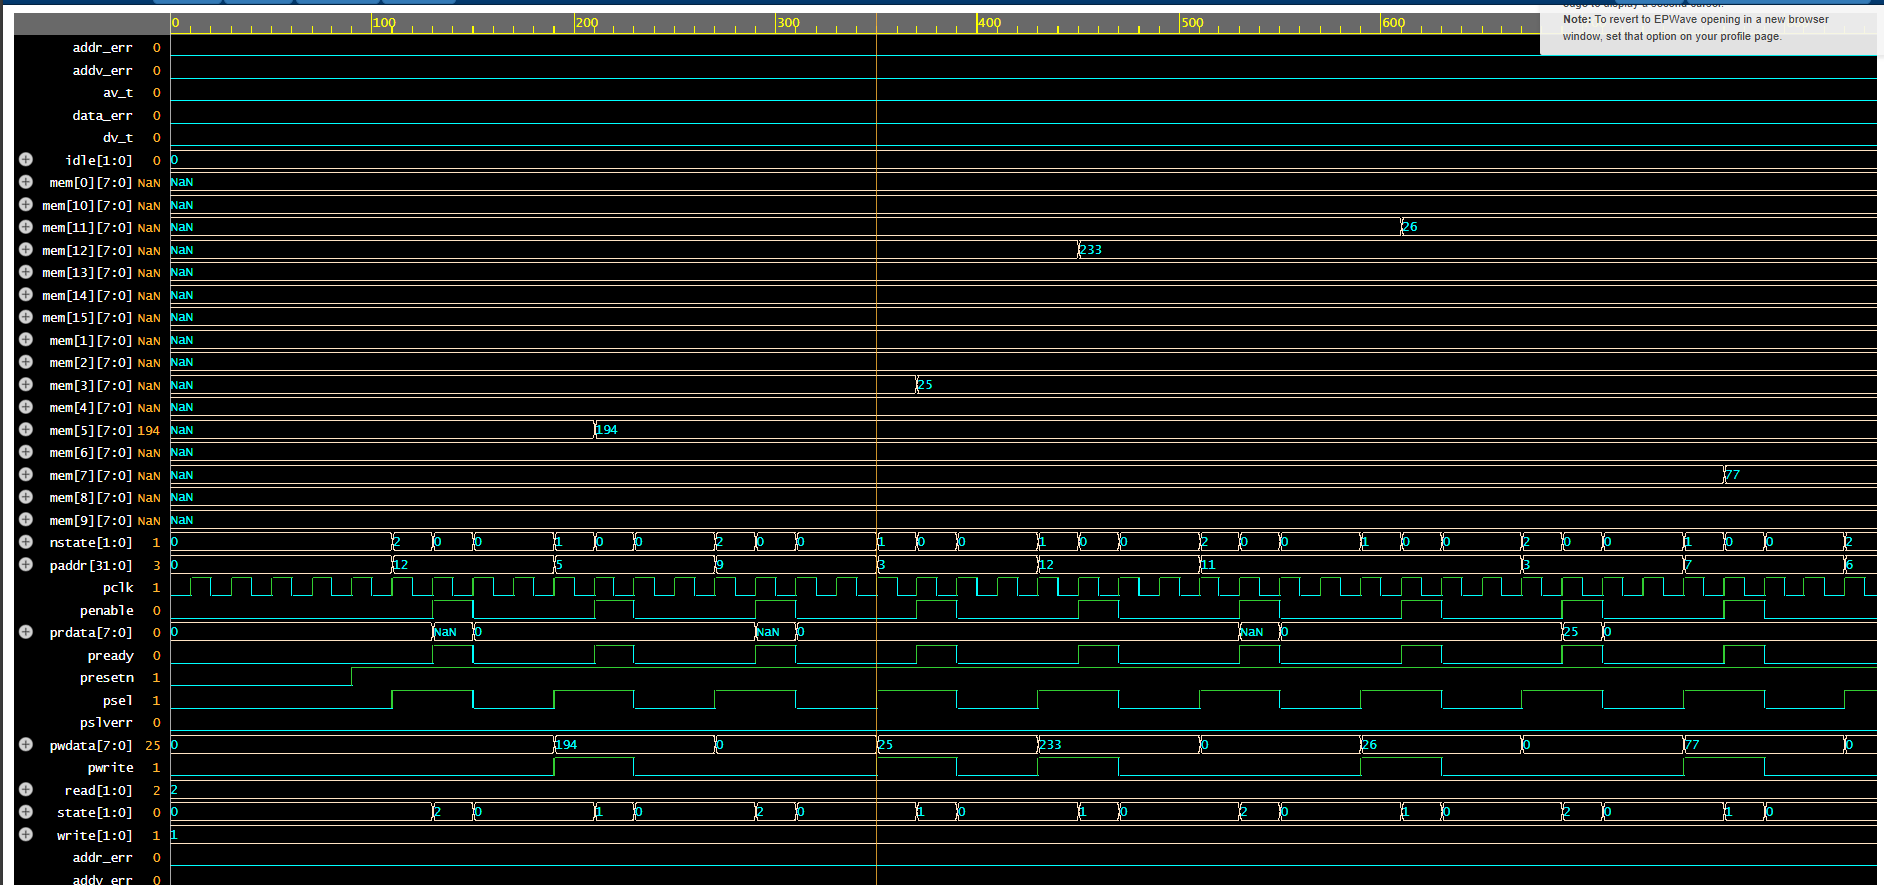 edge to display a second cursor.
Note: To revert to EPWave opening in a new browser
window, set that option on your profile page.
0 100 200 300 400 500 600
addr_err 0
addv_err 0
av_t 0
data_err 0
dv_t 0
idle[1:0] 0 0
mem[0][7:0] NaN NaN
mem[10][7:0] NaN NaN
mem[11][7:0] NaN NaN 26
mem[12][7:0] NaN NaN 233
mem[13][7:0] NaN NaN
mem[14][7:0] NaN NaN
mem[15][7:0] NaN NaN
mem[1][7:0] NaN NaN
mem[2][7:0] NaN NaN
mem[3][7:0] NaN NaN 25
mem[4][7:0] NaN NaN
mem[5][7:0] 194 NaN 194
mem[6][7:0] NaN NaN
mem[7][7:0] NaN NaN 77
mem[8][7:0] NaN NaN
mem[9][7:0] NaN NaN
nstate[1:0] 1 0 2 0 0 1 0 0 2 0 0 1 0 0 1 0 0 2 0 0 1 0 0 2 0 0 1 0 0 2
paddr[31:0] 3 0 12 5 9 3 12 11 3 7 6
pclk 1
penable 0
prdata[7:0] 0 0 NaN 0 NaN 0 NaN 0 25 0
pready 0
presetn 1
psel 1
pslverr 0
pwdata[7:0] 25 0 194 0 25 233 0 26 0 77 0
pwrite 1
read[1:0] 2 2
state[1:0] 0 0 2 0 1 0 2 0 1 0 1 0 2 0 1 0 2 0 1 0
write[1:0] 1 1
addr_err 0
addv_err 0